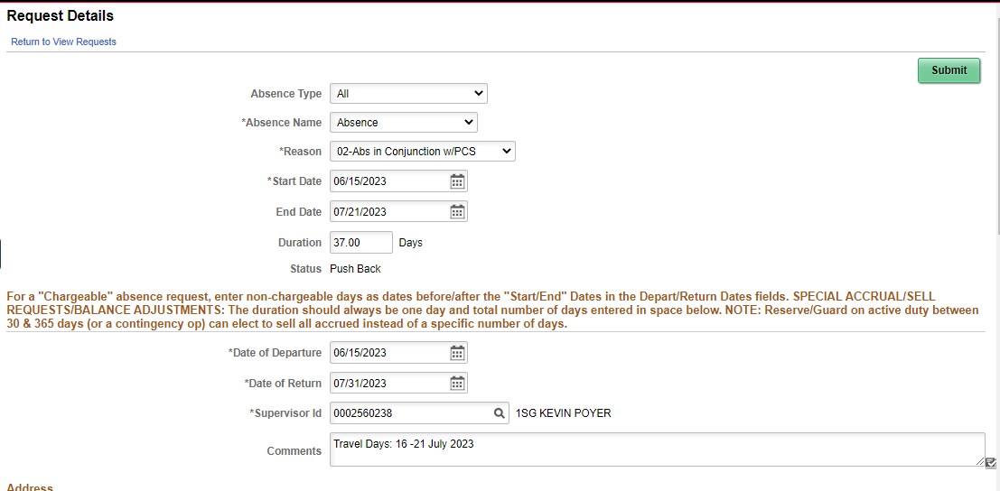 Request Details
Return to View Requests
Submit
Absence Type All
*Absence Name Absence
*Reason 02-Abs in Conjunction w/PCS
*Start Date 06/15/2023
End Date 07/21/2023
Duration 37.00 Days
Status Push Back
For a "Chargeable" absence request, enter non-chargeable days as dates before/after the "Start/End" Dates in the Depart/Return Dates fields. SPECIAL ACCRUAL/SELL
REQUESTS/BALANCE ADJUSTMENTS: The duration should always be one day and total number of days entered in space below. NOTE: Reserve/Guard on active duty between
30 & 365 days (or a contingency op) can elect to sell all accrued instead of a specific number of days.
*Date of Departure 06/15/2023
*Date of Return 07/31/2023
*Supervisor Id 0002560238 1SG KEVIN POYER
Comments Travel Days: 16 -21 July 2023
Address